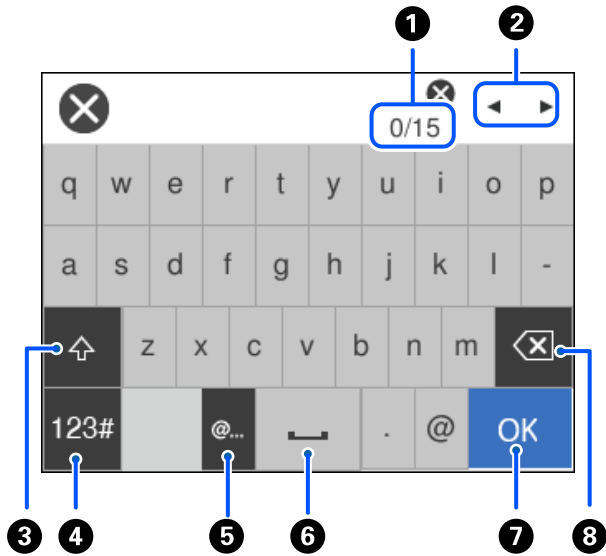 1 2
0/15
q w e r t y u i o p
a s d f g h j k l -
z x c v b n m
123# @... . @ OK
3 4 5 6 7 8